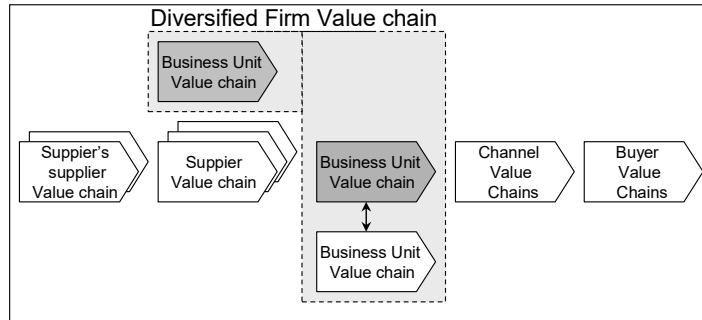 Diversified Firm Value chain
Business Unit
Value chain
Suppier's
supplier
Value chain
Suppier
Value chain
Business Unit
Value chain
Channel
Value
Chains
Buyer
Value
Chains
Business Unit
Value chain